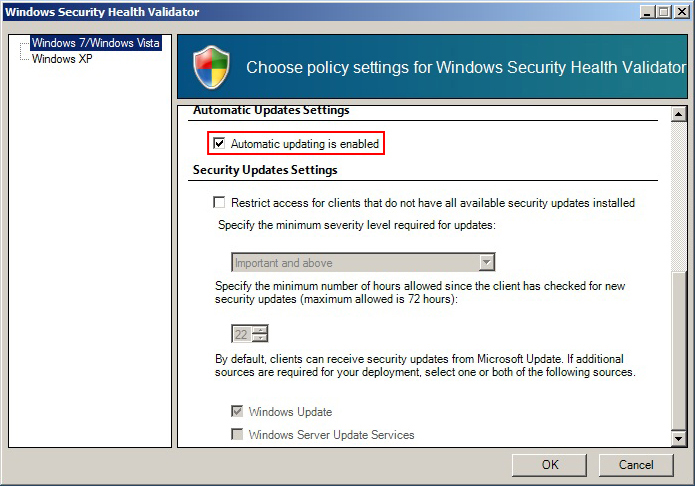 Windows Security Health Validator
Windows 7/Windows Vista
Windows XP
Choose policy settings for Windows Security Health Validator
Automatic Updates Settings
Automatic updating is enabled
Security Updates Settings
Restrict access for clients that do not have all available security updates installed
Specify the minimum severity level required for updates:
Important and above
Specify the minimum number of hours allowed since the client has checked for new
security updates (maximum allowed is 72 hours):
22
By default, clients can receive security updates from Microsoft Update. If additional
sources are required for your deployment, select one or both of the following sources.
Windows Update
Windows Server Update Services
OK
Cancel